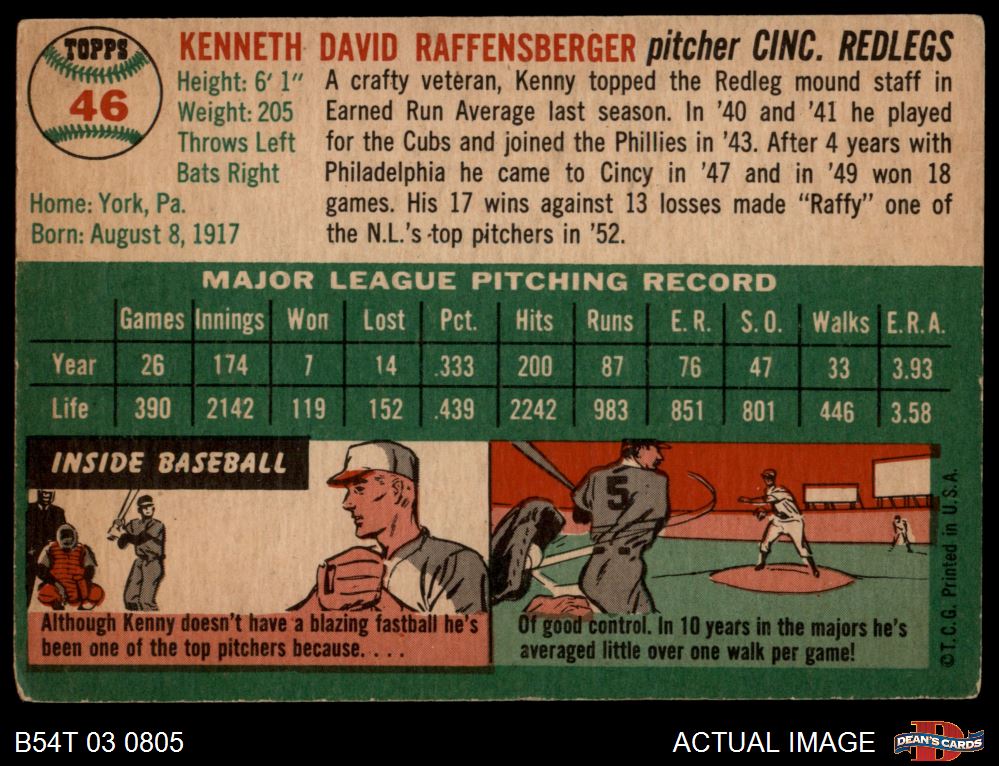 TOPPS
46
KENNETH DAVID RAFFENSBERGER pitcher CINC. REDLEGS
Height: 6' 1"
Weight: 205
Throws Left
Bats Right
Home: York, Pa.
Born: August 8, 1917
A crafty veteran, Kenny topped the Redleg mound staff in
Earned Run Average last season. In '40 and '41 he played
for the Cubs and joined the Phillies in '43. After 4 years with
Philadelphia he came to Cincy in '47 and in '49 won 18
games. His 17 wins against 13 losses made "Raffy" one of
the N.L.'s top pitchers in '52.
MAJOR LEAGUE PITCHING RECORD
Games Innings Won Lost Pct. Hits Runs E. R. S. O. Walks E.R.A.
Year 26 174 7 14 .333 200 87 76 47 33 3.93
Life 390 2142 119 152 .439 2242 983 851 801 446 3.58
INSIDE BASEBALL
Although Kenny doesn't have a blazing fastball he's
been one of the top pitchers because. . . .
5
Of good control. In 10 years in the majors he's
averaged little over one walk per game!
©T.C.G. Printed in U.S.A.
B54T 03 0805
ACTUAL IMAGE
D
DEAN'S CARDS